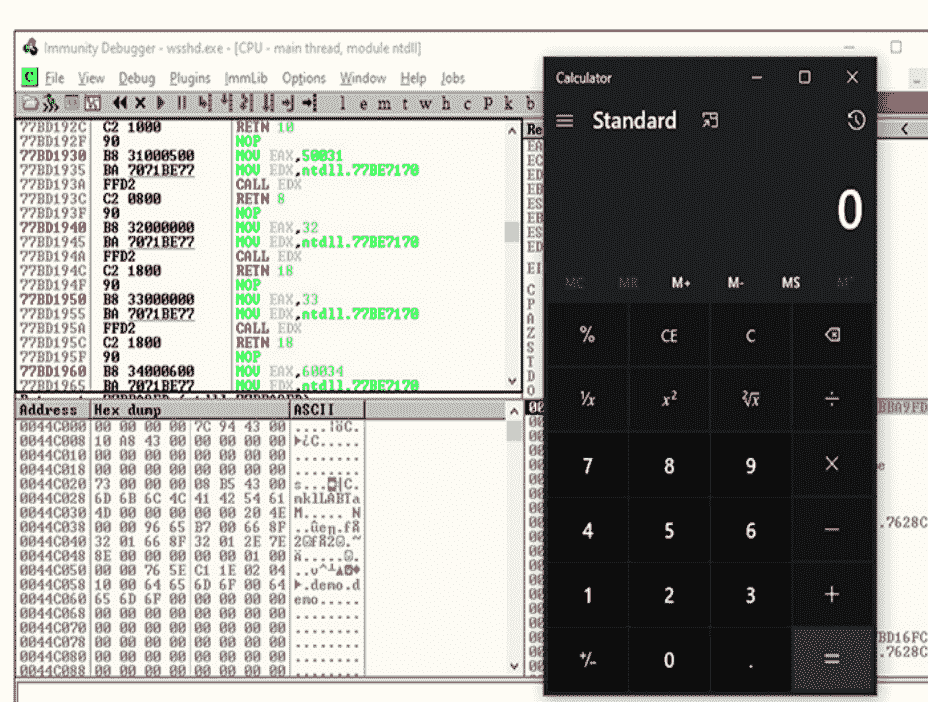 Immunity Debugger - wsshd.exe - [CPU - main thread, module ntdll]
C File View Debug Plugins ImmLib Options Window Help Jobs
l e m t w h c P k b
77BD192C C2 1000 RETN 10
77BD192F 90 NOP
77BD1930 B8 31000500 MOV EAX,50031
77BD1935 BA 7071BE77 MOV EDX,ntdll.77BE7170
77BD193A FFD2 CALL EDX
77BD193C C2 0800 RETN 8
77BD193F 90 NOP
77BD1940 B8 32000000 MOV EAX,32
77BD1945 BA 7071BE77 MOV EDX,ntdll.77BE7170
77BD194A FFD2 CALL EDX
77BD194C C2 1800 RETN 18
77BD194F 90 NOP
77BD1950 B8 33000000 MOV EAX,33
77BD1955 BA 7071BE77 MOV EDX,ntdll.77BE7170
77BD195A FFD2 CALL EDX
77BD195C C2 1800 RETN 18
77BD195F 90 NOP
77BD1960 B8 34000600 MOV EAX,60034
77BD1965 BA 7071BE77 MOV EDX,ntdll.77BE7170
Address Hex dump ASCII
0044C000 00 00 00 00 7C 94 43 00
0044C008 10 A8 43 00 00 00 00 00
0044C010 00 00 00 00 00 00 00 00 ........
0044C018 00 00 00 00 00 00 00 00 ........
0044C020 73 00 00 00 08 B5 43 00
0044C028 6D 6B 6C 4C 41 42 54 61 mklLABTa
0044C030 4D 00 00 00 00 00 20 4E M..... N
0044C038 00 00 96 65 B7 00 66 8F
0044C040 32 01 66 8F 32 01 2E 7E
0044C048 8E 00 00 00 00 00 01 00
0044C050 00 00 76 5E C1 1E 02 04
0044C058 10 00 64 65 6D 6F 00 64 .demo.d
0044C060 65 6D 6F 00 00 00 00 00 emo.....
0044C068 00 00 00 00 00 00 00 00 ........
0044C070 00 00 00 00 00 00 00 00 ........
0044C078 00 00 00 00 00 00 00 00 ........
0044C080 00 00 00 00 00 00 00 00 ........
0044C088 00 00 00 00 00 00 00 00 ........
Calculator
Standard
0
MC MR M+ M- MS
% CE C
¹/x x² ²√x ÷
7 8 9 ×
4 5 6 −
1 2 3 +
+/- 0 . =
.7628C
BD16FC
.7628C